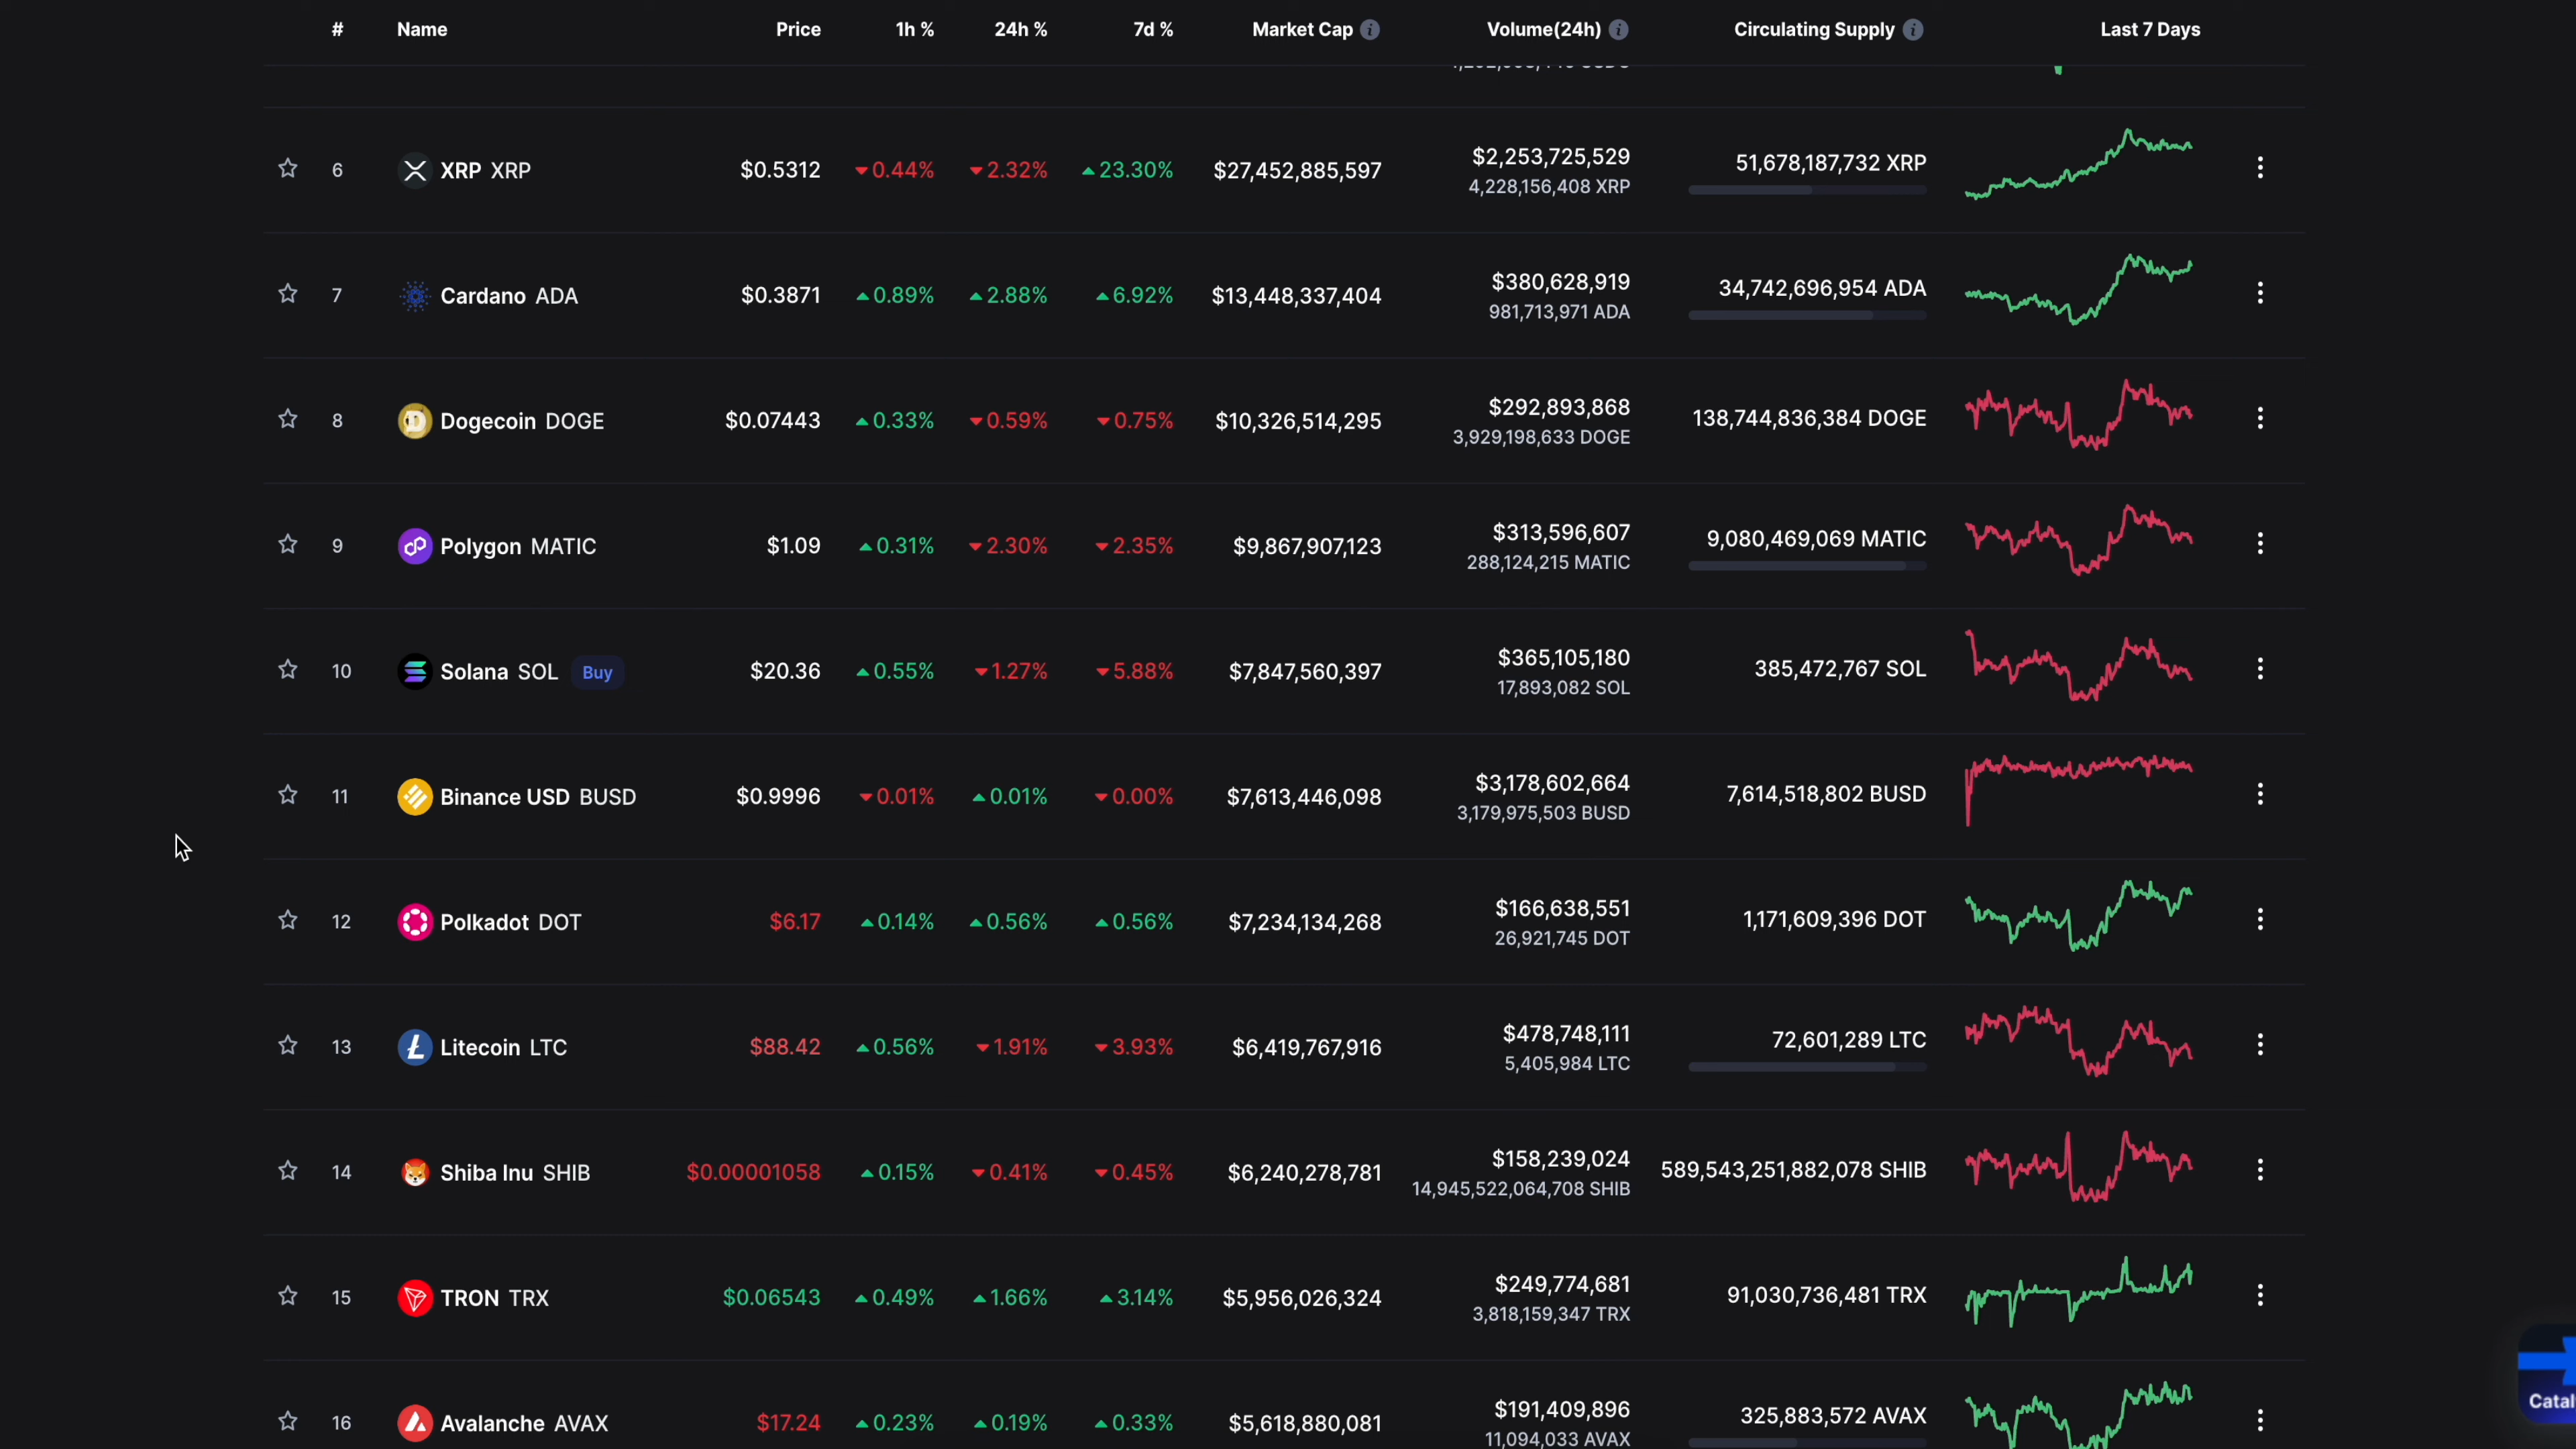 # Name Price 1h % 24h % 7d % Market Cap Volume(24h) Circulating Supply Last 7 Days
6 XRP XRP $0.5312 0.44% 2.32% 23.30% $27,452,885,597 $2,253,725,529 51,678,187,732 XRP
4,228,156,408 XRP
7 Cardano ADA $0.3871 0.89% 2.88% 6.92% $13,448,337,404 $380,628,919 34,742,696,954 ADA
981,713,971 ADA
8 Dogecoin DOGE $0.07443 0.33% 0.59% 0.75% $10,326,514,295 $292,893,868 138,744,836,384 DOGE
3,929,198,633 DOGE
9 Polygon MATIC $1.09 0.31% 2.30% 2.35% $9,867,907,123 $313,596,607 9,080,469,069 MATIC
288,124,215 MATIC
10 Solana SOL Buy $20.36 0.55% 1.27% 5.88% $7,847,560,397 $365,105,180 385,472,767 SOL
17,893,082 SOL
11 Binance USD BUSD $0.9996 0.01% 0.01% 0.00% $7,613,446,098 $3,178,602,664 7,614,518,802 BUSD
3,179,975,503 BUSD
12 Polkadot DOT $6.17 0.14% 0.56% 0.56% $7,234,134,268 $166,638,551 1,171,609,396 DOT
26,921,745 DOT
13 Litecoin LTC $88.42 0.56% 1.91% 3.93% $6,419,767,916 $478,748,111 72,601,289 LTC
5,405,984 LTC
14 Shiba Inu SHIB $0.00001058 0.15% 0.41% 0.45% $6,240,278,781 $158,239,024 589,543,251,882,078 SHIB
14,945,522,064,708 SHIB
15 TRON TRX $0.06543 0.49% 1.66% 3.14% $5,956,026,324 $249,774,681 91,030,736,481 TRX
3,818,159,347 TRX
16 Avalanche AVAX $17.24 0.23% 0.19% 0.33% $5,618,880,081 $191,409,896 325,883,572 AVAX
11,094,033 AVAX
Catal